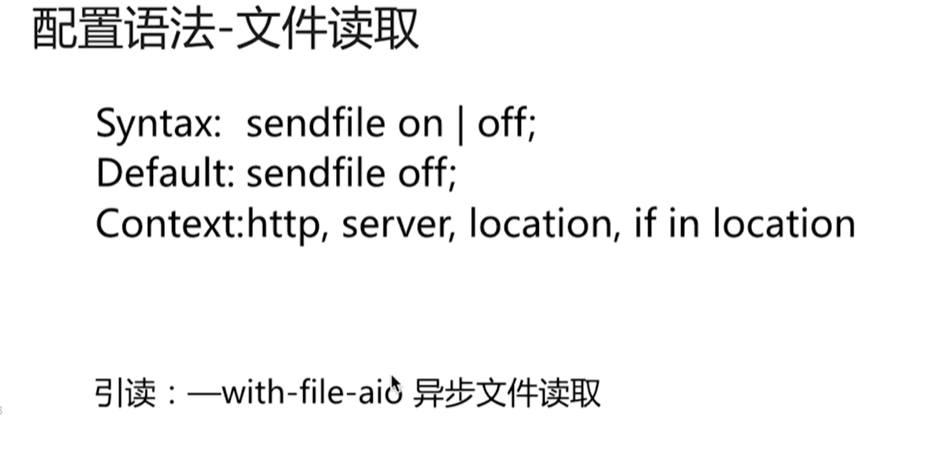 配置语法-文件读取
Syntax: sendfile on | off;
Default: sendfile off;
Context:http, server, location, if in location
引读：—with-file-aio 异步文件读取